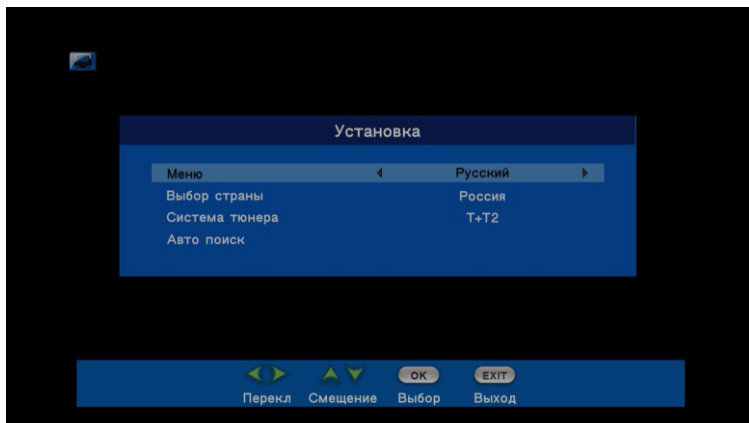 Установка
Меню Русский
Выбор страны Россия
Система тюнера T+T2
Авто поиск
OK EXIT
Перекл Смещение Выбор Выход